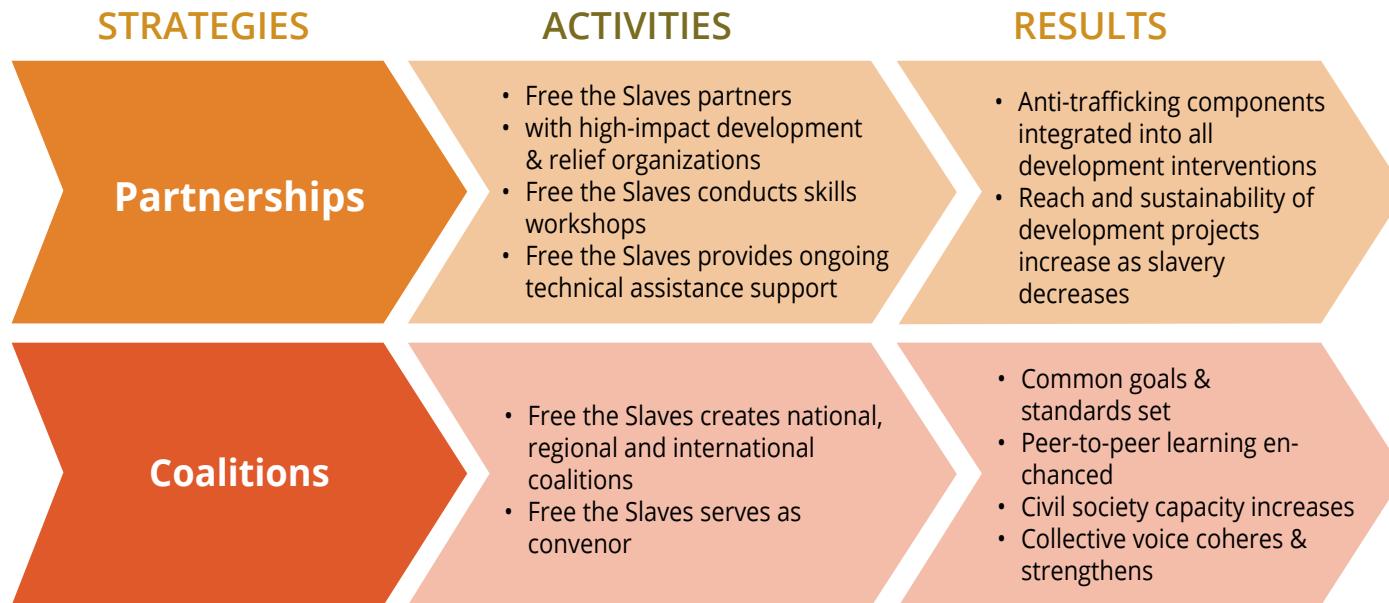 STRATEGIES
ACTIVITIES
RESULTS
Partnerships
• Free the Slaves partners
• with high-impact development
& relief organizations
• Free the Slaves conducts skills
workshops
• Free the Slaves provides ongoing
technical assistance support
• Anti-trafficking components
integrated into all
development interventions
• Reach and sustainability of
development projects
increase as slavery
decreases
Coalitions
• Free the Slaves creates national,
regional and international
coalitions
• Free the Slaves serves as
convenor
• Common goals &
standards set
• Peer-to-peer learning en-
chanced
• Civil society capacity increases
• Collective voice coheres &
strengthens